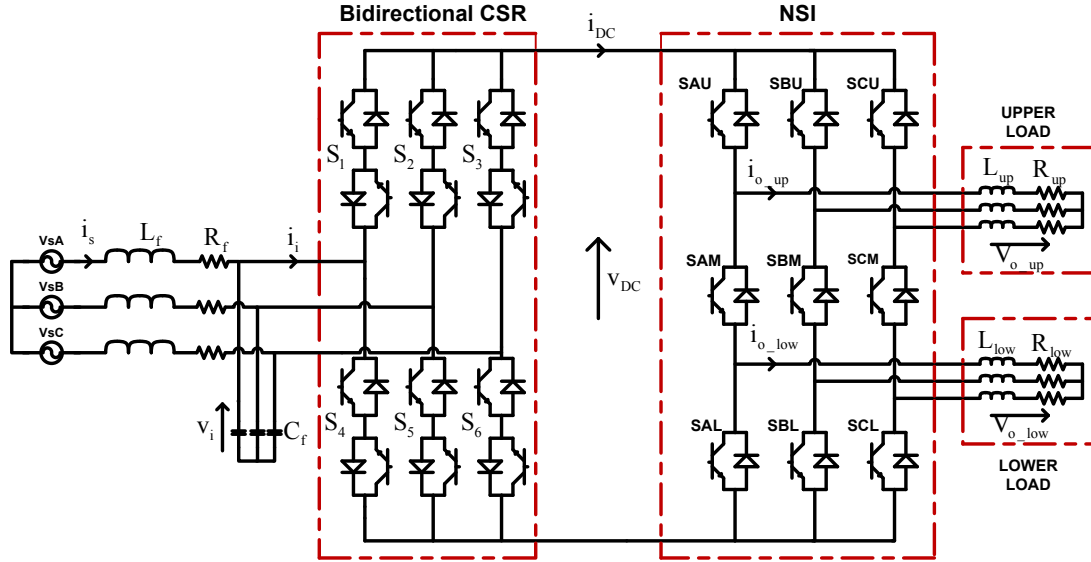 Bidirectional CSR
NSI
i_DC
SAU
SBU
SCU
UPPER
LOAD
S_1
S_2
S_3
i_o_up
L_up
R_up
i_s
L_f
R_f
i_i
VsA
VsB
VsC
v_DC
V_o_up
SAM
SBM
SCM
i_o_low
L_low
R_low
v_i
C_f
S_4
S_5
S_6
V_o_low
SAL
SBL
SCL
LOWER
LOAD